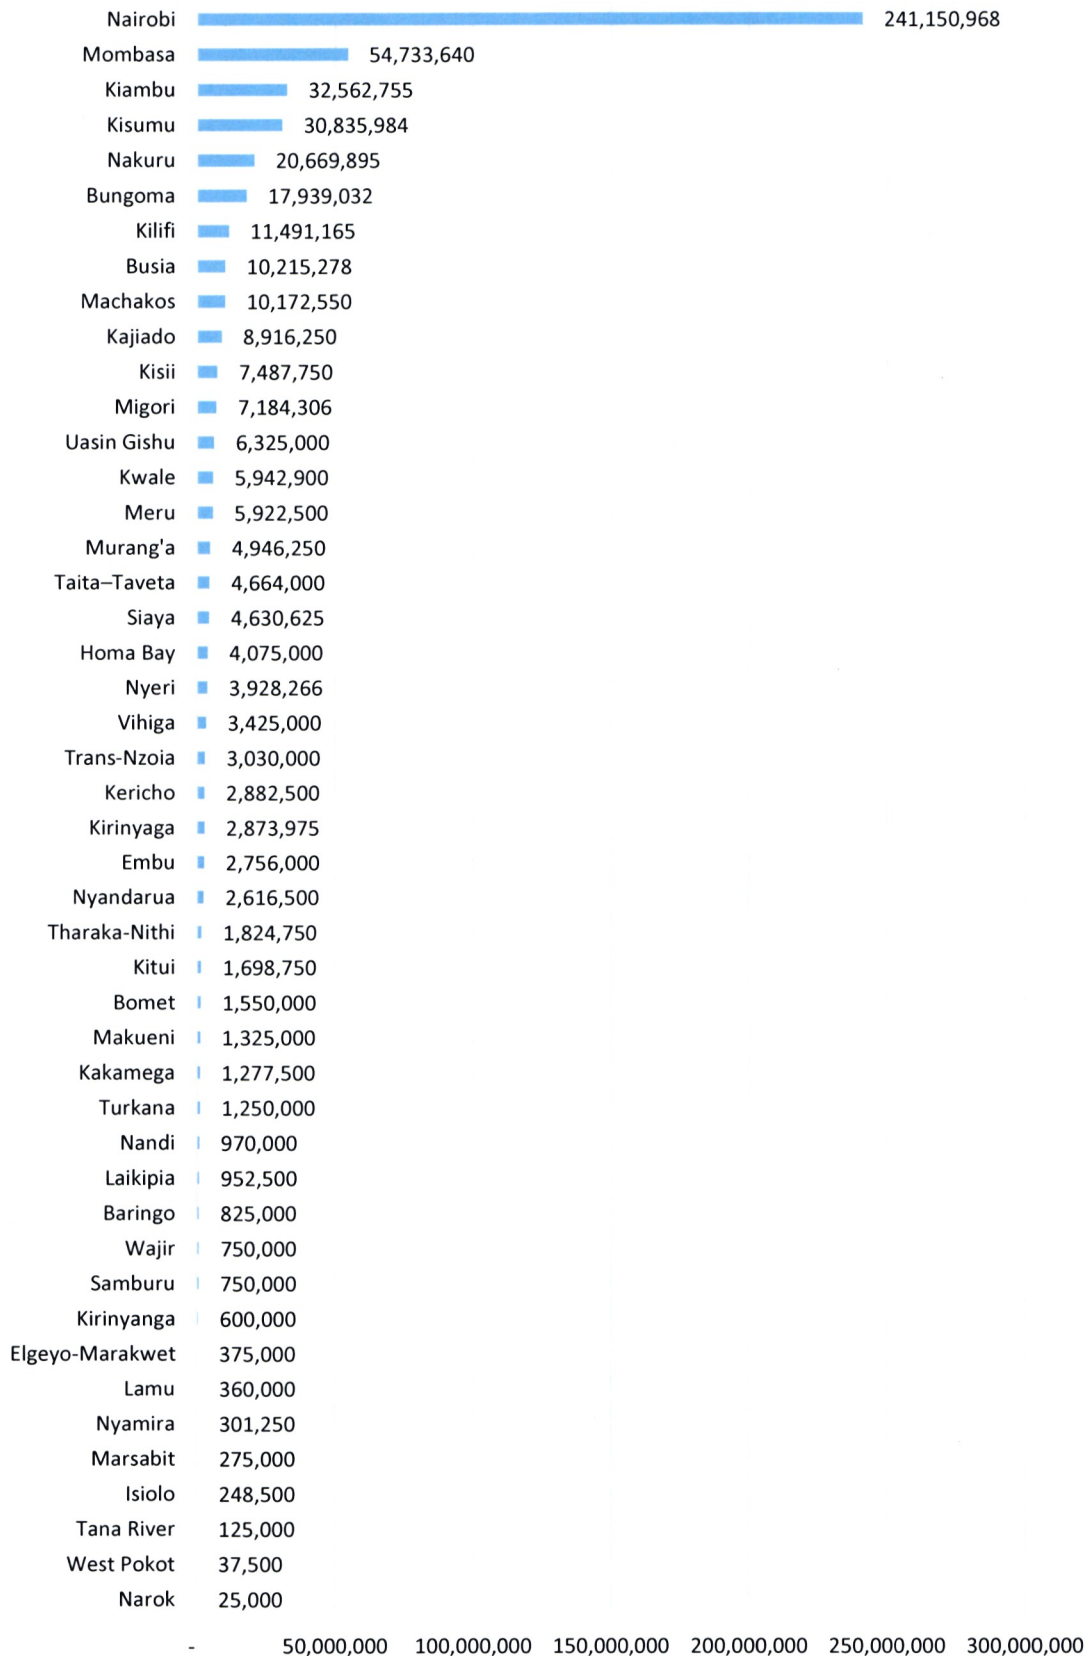 Nairobi 241,150,968
Mombasa 54,733,640
Kiambu 32,562,755
Kisumu 30,835,984
Nakuru 20,669,895
Bungoma 17,939,032
Kilifi 11,491,165
Busia 10,215,278
Machakos 10,172,550
Kajiado 8,916,250
Kisii 7,487,750
Migori 7,184,306
Uasin Gishu 6,325,000
Kwale 5,942,900
Meru 5,922,500
Murang'a 4,946,250
Taita–Taveta 4,664,000
Siaya 4,630,625
Homa Bay 4,075,000
Nyeri 3,928,266
Vihiga 3,425,000
Trans-Nzoia 3,030,000
Kericho 2,882,500
Kirinyaga 2,873,975
Embu 2,756,000
Nyandarua 2,616,500
Tharaka-Nithi 1,824,750
Kitui 1,698,750
Bomet 1,550,000
Makueni 1,325,000
Kakamega 1,277,500
Turkana 1,250,000
Nandi 970,000
Laikipia 952,500
Baringo 825,000
Wajir 750,000
Samburu 750,000
Kirinyanga 600,000
Elgeyo-Marakwet 375,000
Lamu 360,000
Nyamira 301,250
Marsabit 275,000
Isiolo 248,500
Tana River 125,000
West Pokot 37,500
Narok 25,000
- 50,000,000 100,000,000 150,000,000 200,000,000 250,000,000 300,000,000